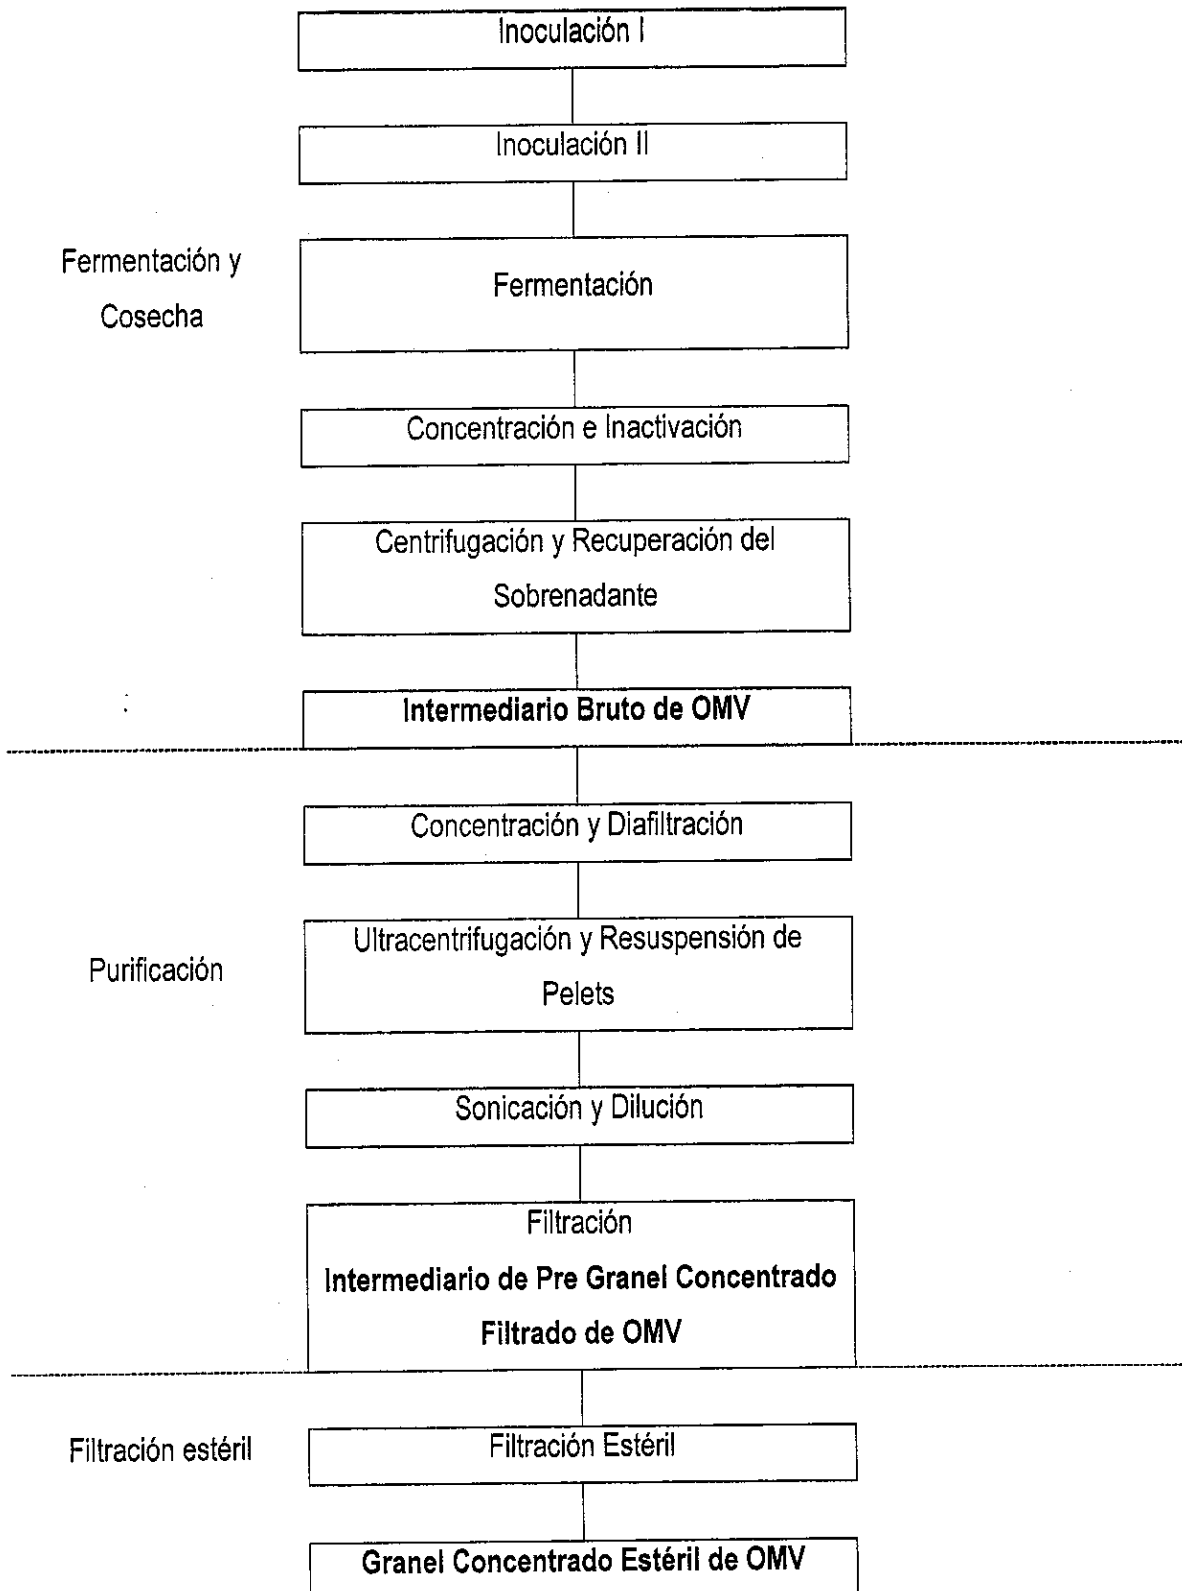 Inoculación I
Inoculación II
Fermentación y
Cosecha
Fermentación
Concentración e Inactivación
Centrifugación y Recuperación del
Sobrenadante
Intermediario Bruto de OMV
Concentración y Diafiltración
Purificación
Ultracentrifugación y Resuspensión de
Pelets
Sonicación y Dilución
Filtración
Intermediario de Pre Granel Concentrado
Filtrado de OMV
Filtración estéril
Filtración Estéril
Granel Concentrado Estéril de OMV